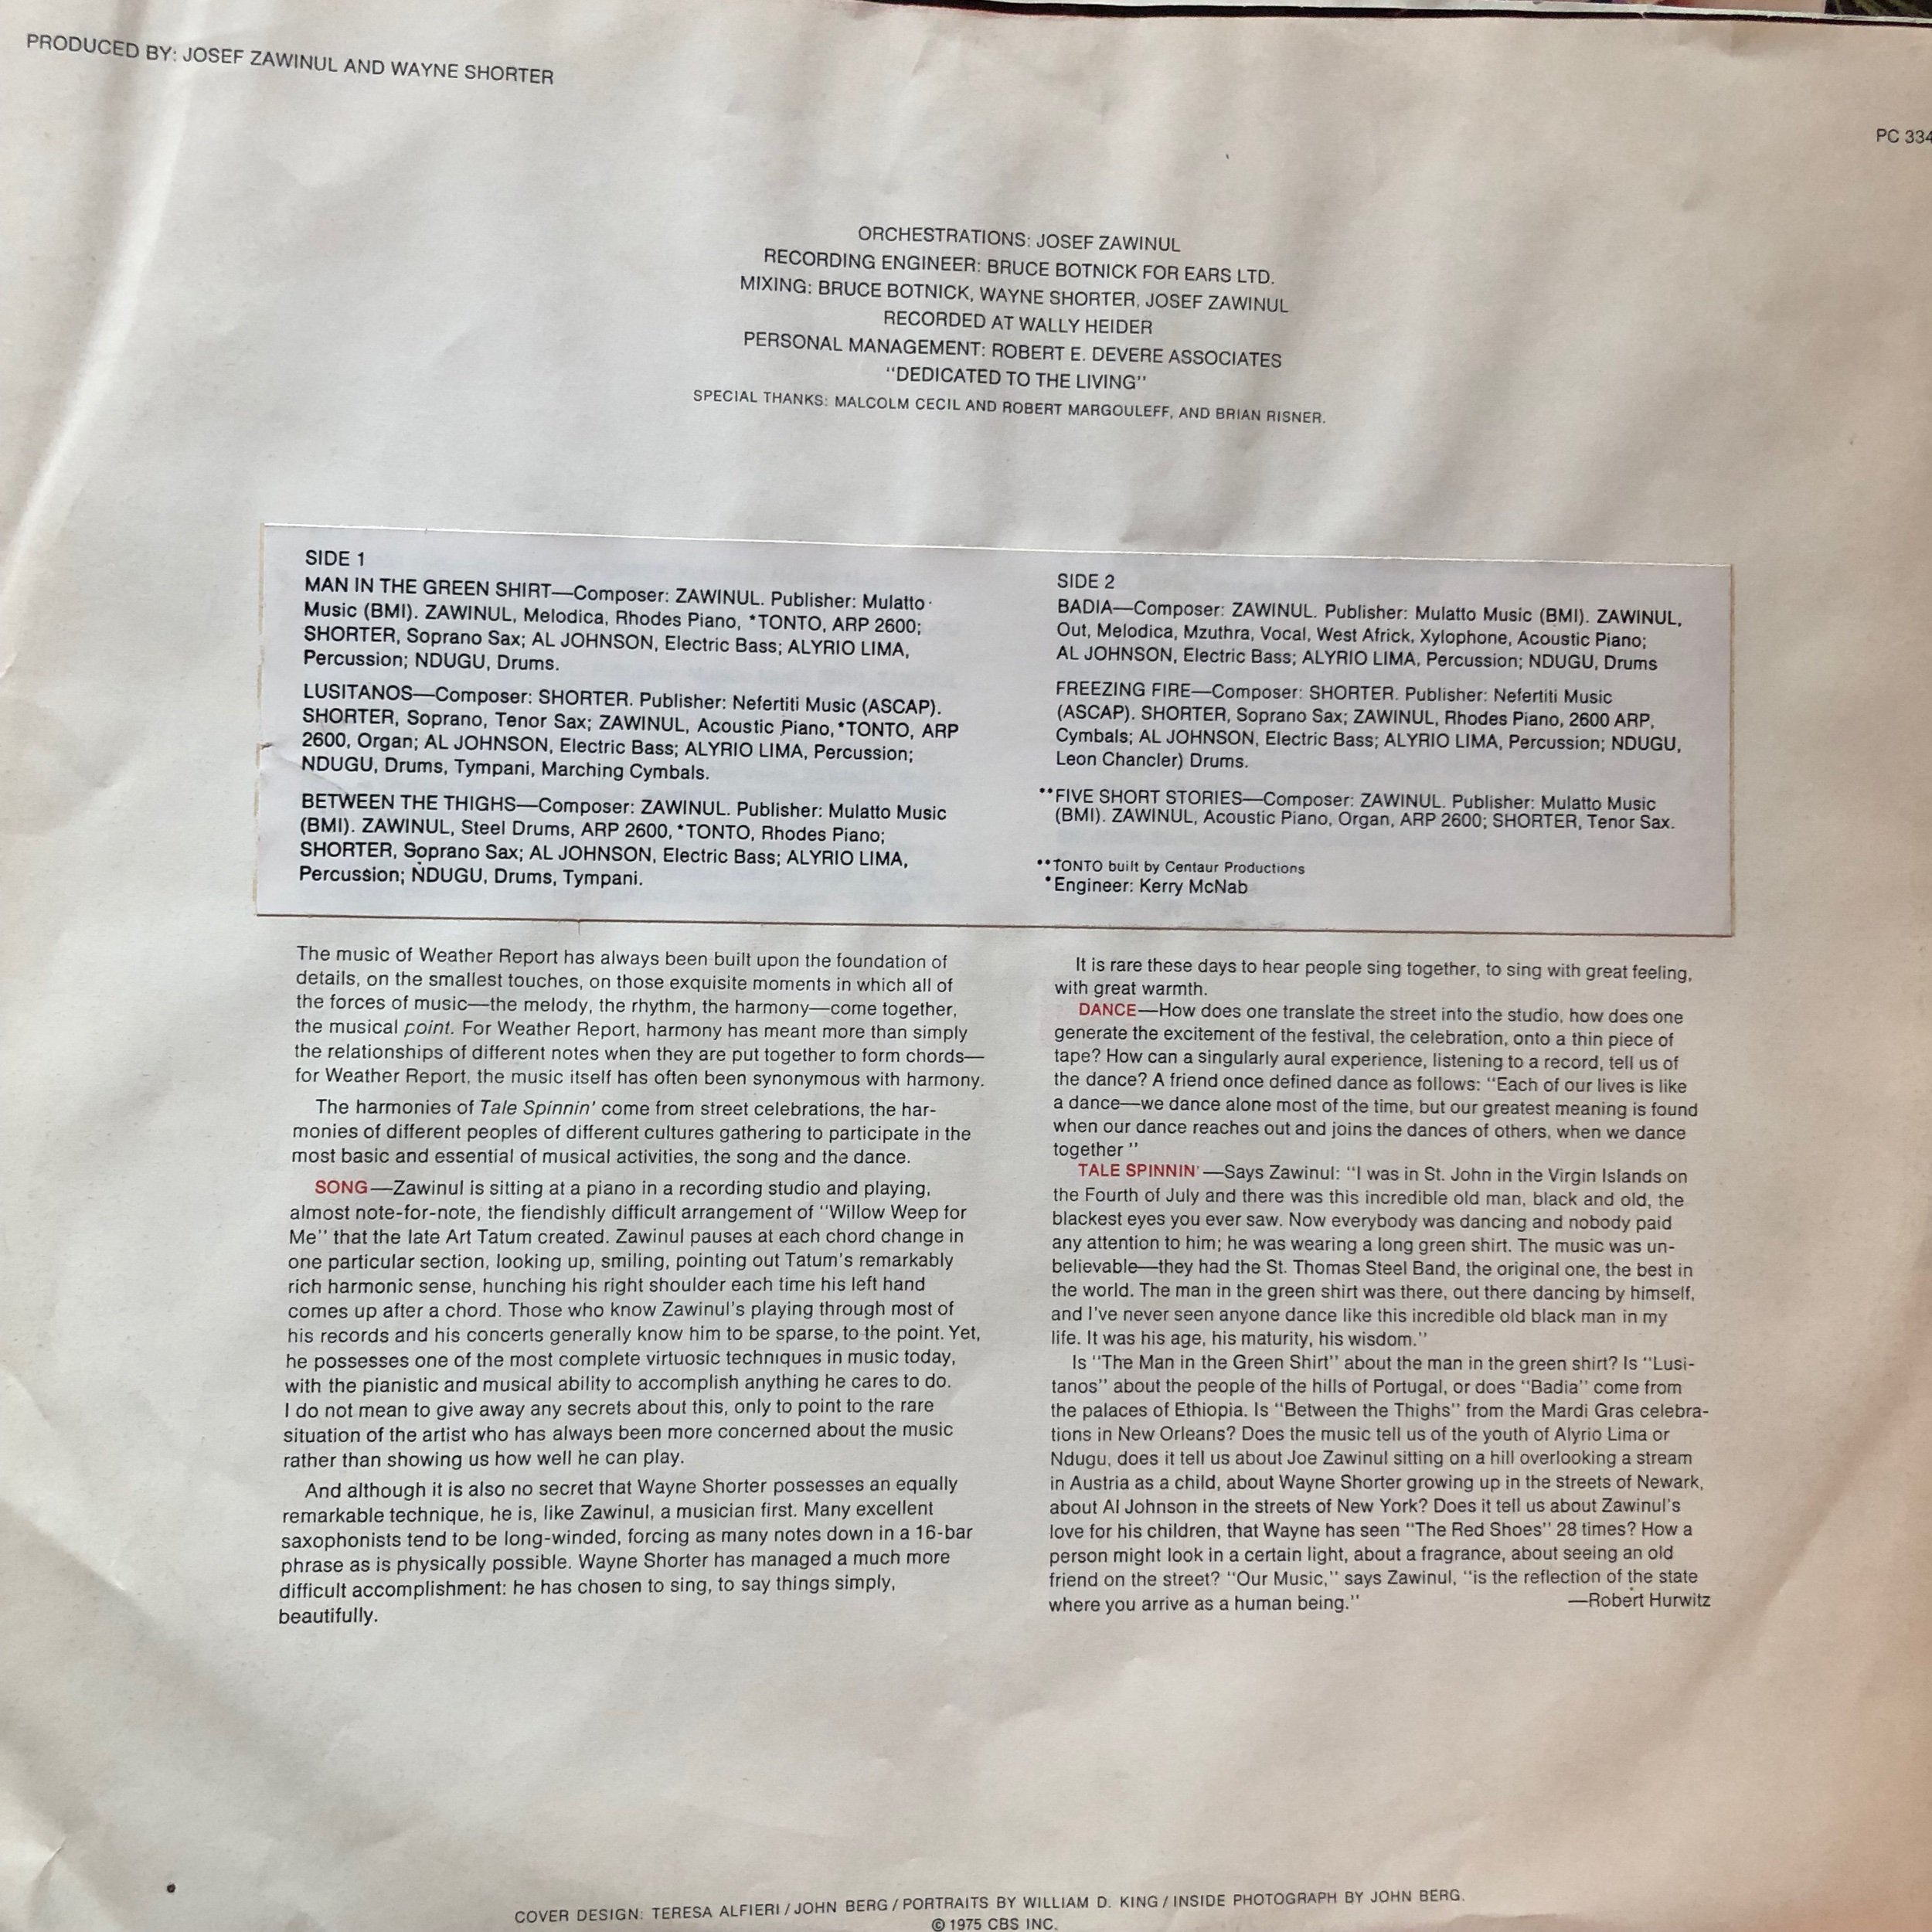 PRODUCED BY: JOSEF ZAWINUL AND WAYNE SHORTER
PC 334
ORCHESTRATIONS: JOSEF ZAWINUL
RECORDING ENGINEER: BRUCE BOTNICK FOR EARS LTD.
MIXING: BRUCE BOTNICK, WAYNE SHORTER, JOSEF ZAWINUL
RECORDED AT WALLY HEIDER
PERSONAL MANAGEMENT: ROBERT E. DEVERE ASSOCIATES
"DEDICATED TO THE LIVING"
SPECIAL THANKS: MALCOLM CECIL AND ROBERT MARGOULEFF, AND BRIAN RISNER.
SIDE 1
MAN IN THE GREEN SHIRT—Composer: ZAWINUL. Publisher: Mulatto
Music (BMI). ZAWINUL, Melodica, Rhodes Piano, *TONTO, ARP 2600;
SHORTER, Soprano Sax; AL JOHNSON, Electric Bass; ALYRIO LIMA,
Percussion; NDUGU, Drums.
LUSITANOS—Composer: SHORTER. Publisher: Nefertiti Music (ASCAP).
SHORTER, Soprano, Tenor Sax; ZAWINUL, Acoustic Piano, *TONTO, ARP
2600, Organ; AL JOHNSON, Electric Bass; ALYRIO LIMA, Percussion;
NDUGU, Drums, Tympani, Marching Cymbals.
BETWEEN THE THIGHS—Composer: ZAWINUL. Publisher: Mulatto Music
(BMI). ZAWINUL, Steel Drums, ARP 2600, *TONTO, Rhodes Piano;
SHORTER, Soprano Sax; AL JOHNSON, Electric Bass; ALYRIO LIMA,
Percussion; NDUGU, Drums, Tympani.
SIDE 2
BADIA—Composer: ZAWINUL. Publisher: Mulatto Music (BMI). ZAWINUL,
Out, Melodica, Mzuthra, Vocal, West Africk, Xylophone, Acoustic Piano;
AL JOHNSON, Electric Bass; ALYRIO LIMA, Percussion; NDUGU, Drums
FREEZING FIRE—Composer: SHORTER. Publisher: Nefertiti Music
(ASCAP). SHORTER, Soprano Sax; ZAWINUL, Rhodes Piano, 2600 ARP,
Cymbals; AL JOHNSON, Electric Bass; ALYRIO LIMA, Percussion; NDUGU,
Leon Chancler) Drums.
**FIVE SHORT STORIES—Composer: ZAWINUL. Publisher: Mulatto Music
(BMI). ZAWINUL, Acoustic Piano, Organ, ARP 2600; SHORTER, Tenor Sax.
**TONTO built by Centaur Productions
*Engineer: Kerry McNab
The music of Weather Report has always been built upon the foundation of
details, on the smallest touches, on those exquisite moments in which all of
the forces of music—the melody, the rhythm, the harmony—come together,
the musical point. For Weather Report, harmony has meant more than simply
the relationships of different notes when they are put together to form chords—
for Weather Report, the music itself has often been synonymous with harmony.
The harmonies of Tale Spinnin' come from street celebrations, the har-
monies of different peoples of different cultures gathering to participate in the
most basic and essential of musical activities, the song and the dance.
SONG—Zawinul is sitting at a piano in a recording studio and playing,
almost note-for-note, the fiendishly difficult arrangement of "Willow Weep for
Me" that the late Art Tatum created. Zawinul pauses at each chord change in
one particular section, looking up, smiling, pointing out Tatum's remarkably
rich harmonic sense, hunching his right shoulder each time his left hand
comes up after a chord. Those who know Zawinul's playing through most of
his records and his concerts generally know him to be sparse, to the point. Yet,
he possesses one of the most complete virtuosic techniques in music today,
with the pianistic and musical ability to accomplish anything he cares to do.
I do not mean to give away any secrets about this, only to point to the rare
situation of the artist who has always been more concerned about the music
rather than showing us how well he can play.
And although it is also no secret that Wayne Shorter possesses an equally
remarkable technique, he is, like Zawinul, a musician first. Many excellent
saxophonists tend to be long-winded, forcing as many notes down in a 16-bar
phrase as is physically possible. Wayne Shorter has managed a much more
difficult accomplishment: he has chosen to sing, to say things simply,
beautifully.
It is rare these days to hear people sing together, to sing with great feeling,
with great warmth.
DANCE—How does one translate the street into the studio, how does one
generate the excitement of the festival, the celebration, onto a thin piece of
tape? How can a singularly aural experience, listening to a record, tell us of
the dance? A friend once defined dance as follows: "Each of our lives is like
a dance—we dance alone most of the time, but our greatest meaning is found
when our dance reaches out and joins the dances of others, when we dance
together"
TALE SPINNIN'—Says Zawinul: "I was in St. John in the Virgin Islands on
the Fourth of July and there was this incredible old man, black and old, the
blackest eyes you ever saw. Now everybody was dancing and nobody paid
any attention to him; he was wearing a long green shirt. The music was un-
believable—they had the St. Thomas Steel Band, the original one, the best in
the world. The man in the green shirt was there, out there dancing by himself,
and I've never seen anyone dance like this incredible old black man in my
life. It was his age, his maturity, his wisdom."
Is "The Man in the Green Shirt" about the man in the green shirt? Is "Lusi-
tanos" about the people of the hills of Portugal, or does "Badia" come from
the palaces of Ethiopia. Is "Between the Thighs" from the Mardi Gras celebra-
tions in New Orleans? Does the music tell us of the youth of Alyrio Lima or
Ndugu, does it tell us about Joe Zawinul sitting on a hill overlooking a stream
in Austria as a child, about Wayne Shorter growing up in the streets of Newark,
about Al Johnson in the streets of New York? Does it tell us about Zawinul's
love for his children, that Wayne has seen "The Red Shoes" 28 times? How a
person might look in a certain light, about a fragrance, about seeing an old
friend on the street? "Our Music," says Zawinul, "is the reflection of the state
where you arrive as a human being."
—Robert Hurwitz
COVER DESIGN: TERESA ALFIERI / JOHN BERG / PORTRAITS BY WILLIAM D. KING / INSIDE PHOTOGRAPH BY JOHN BERG.
© 1975 CBS INC.